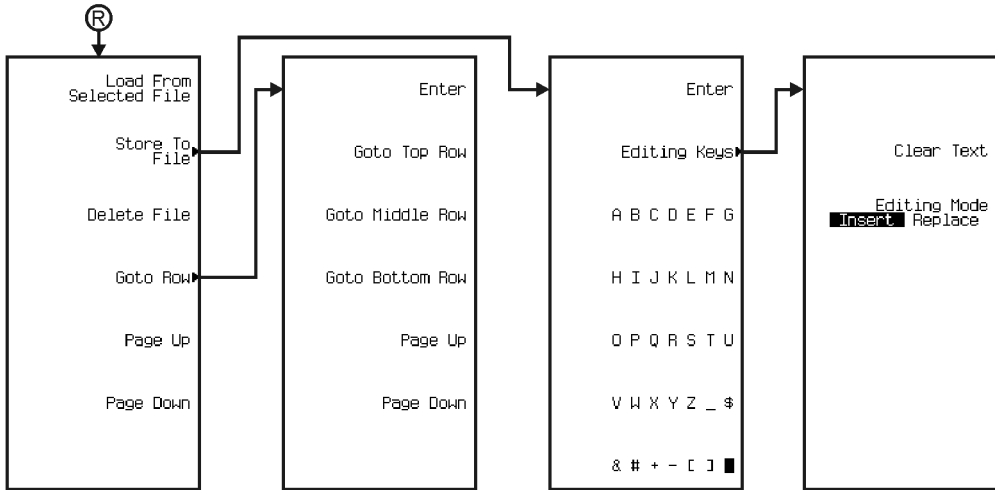 R
Load From
Selected File
Store To
File
Delete File
Goto Row
Page Up
Page Down
Enter
Goto Top Row
Goto Middle Row
Goto Bottom Row
Page Up
Page Down
Enter
Editing Keys
A B C D E F G
H I J K L M N
O P Q R S T U
V W X Y Z _ $
& # + - [ ] █
Clear Text
Editing Mode
Insert Replace